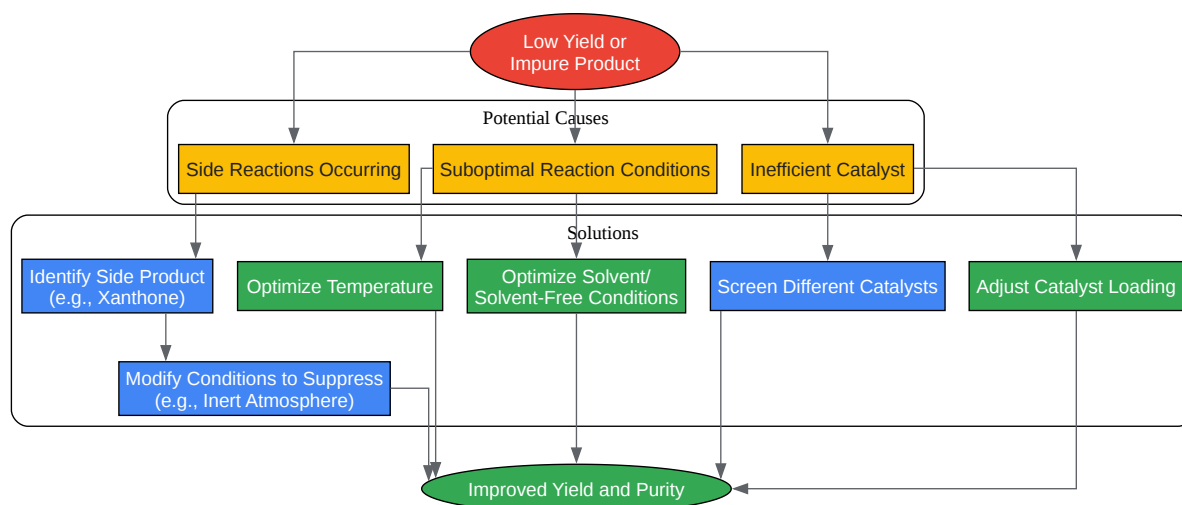 Low Yield or
Impure Product
Potential Causes
Side Reactions Occurring
Suboptimal Reaction Conditions
Inefficient Catalyst
Solutions
Identify Side Product
(e.g., Xanthone)
Optimize Temperature
Optimize Solvent/
Solvent-Free Conditions
Screen Different Catalysts
Adjust Catalyst Loading
Modify Conditions to Suppress
(e.g., Inert Atmosphere)
Improved Yield and Purity